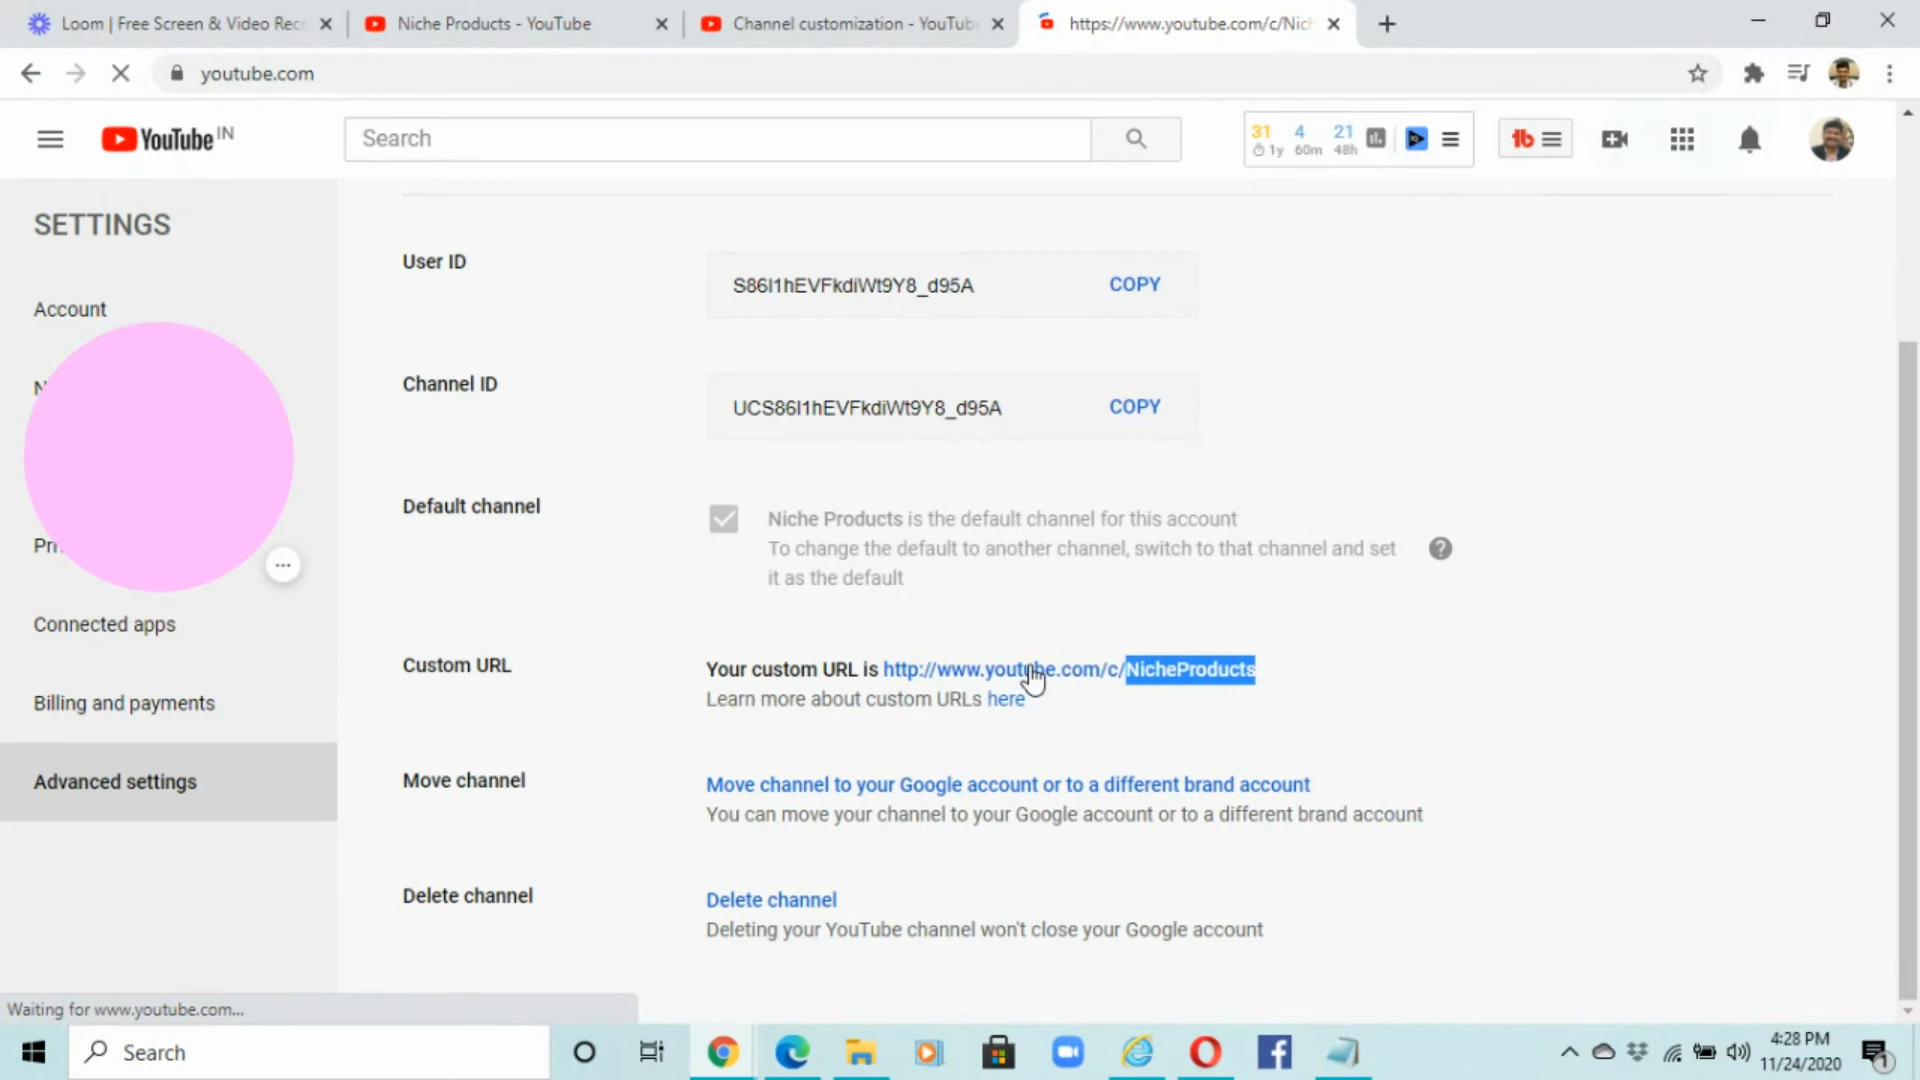 Loom | Free Screen & Video Rec
Niche Products - YouTube
Channel customization - YouTub
https://www.youtube.com/c/Nich
youtube.com
YouTube IN
Search
31 4 21
1y 60m 48h
SETTINGS
Account
Connected apps
Billing and payments
Advanced settings
User ID
S86I1hEVFkdiWt9Y8_d95A COPY
Channel ID
UCS86I1hEVFkdiWt9Y8_d95A COPY
Default channel
Niche Products is the default channel for this account
To change the default to another channel, switch to that channel and set
it as the default
Custom URL
Your custom URL is http://www.youtube.com/c/NicheProducts
Learn more about custom URLs here
Move channel
Move channel to your Google account or to a different brand account
You can move your channel to your Google account or to a different brand account
Delete channel
Delete channel
Deleting your YouTube channel won't close your Google account
Waiting for www.youtube.com...
Search
4:28 PM
11/24/2020
1